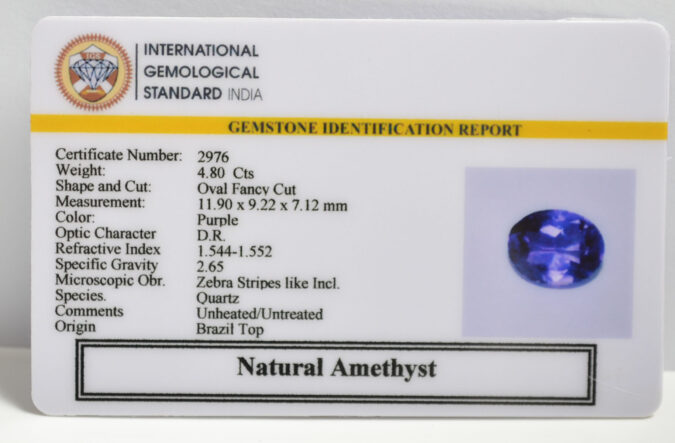 IGS
INTERNATIONAL
GEMOLOGICAL
STANDARD INDIA
GEMSTONE IDENTIFICATION REPORT
Certificate Number: 2976
Weight: 4.80 Cts
Shape and Cut: Oval Fancy Cut
Measurement: 11.90 x 9.22 x 7.12 mm
Color: Purple
Optic Character D.R.
Refractive Index 1.544-1.552
Specific Gravity 2.65
Microscopic Obr. Zebra Stripes like Incl.
Species. Quartz
Comments Unheated/Untreated
Origin Brazil Top
Natural Amethyst